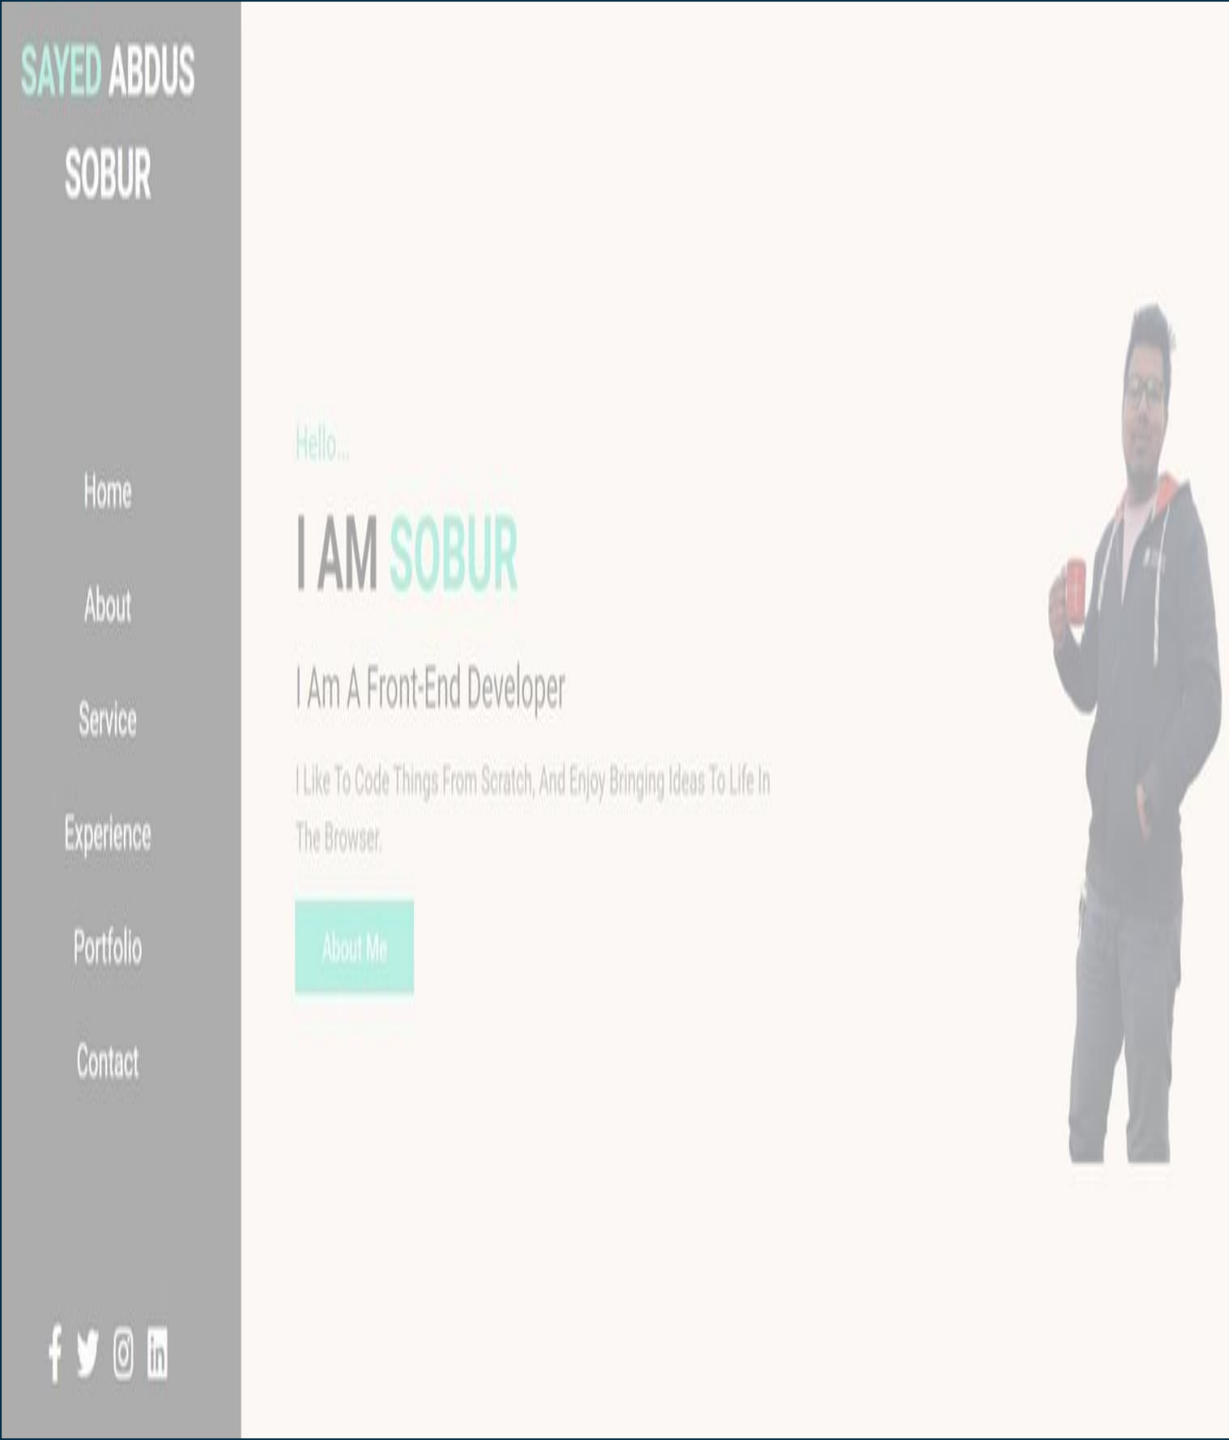 SAYED ABDUS
SOBUR
Home
About
Service
Experience
Portfolio
Contact
Hello...
I AM SOBUR
I Am A Front-End Developer
I Like To Code Things From Scratch, And Enjoy Bringing Ideas To Life In
The Browser.
About Me